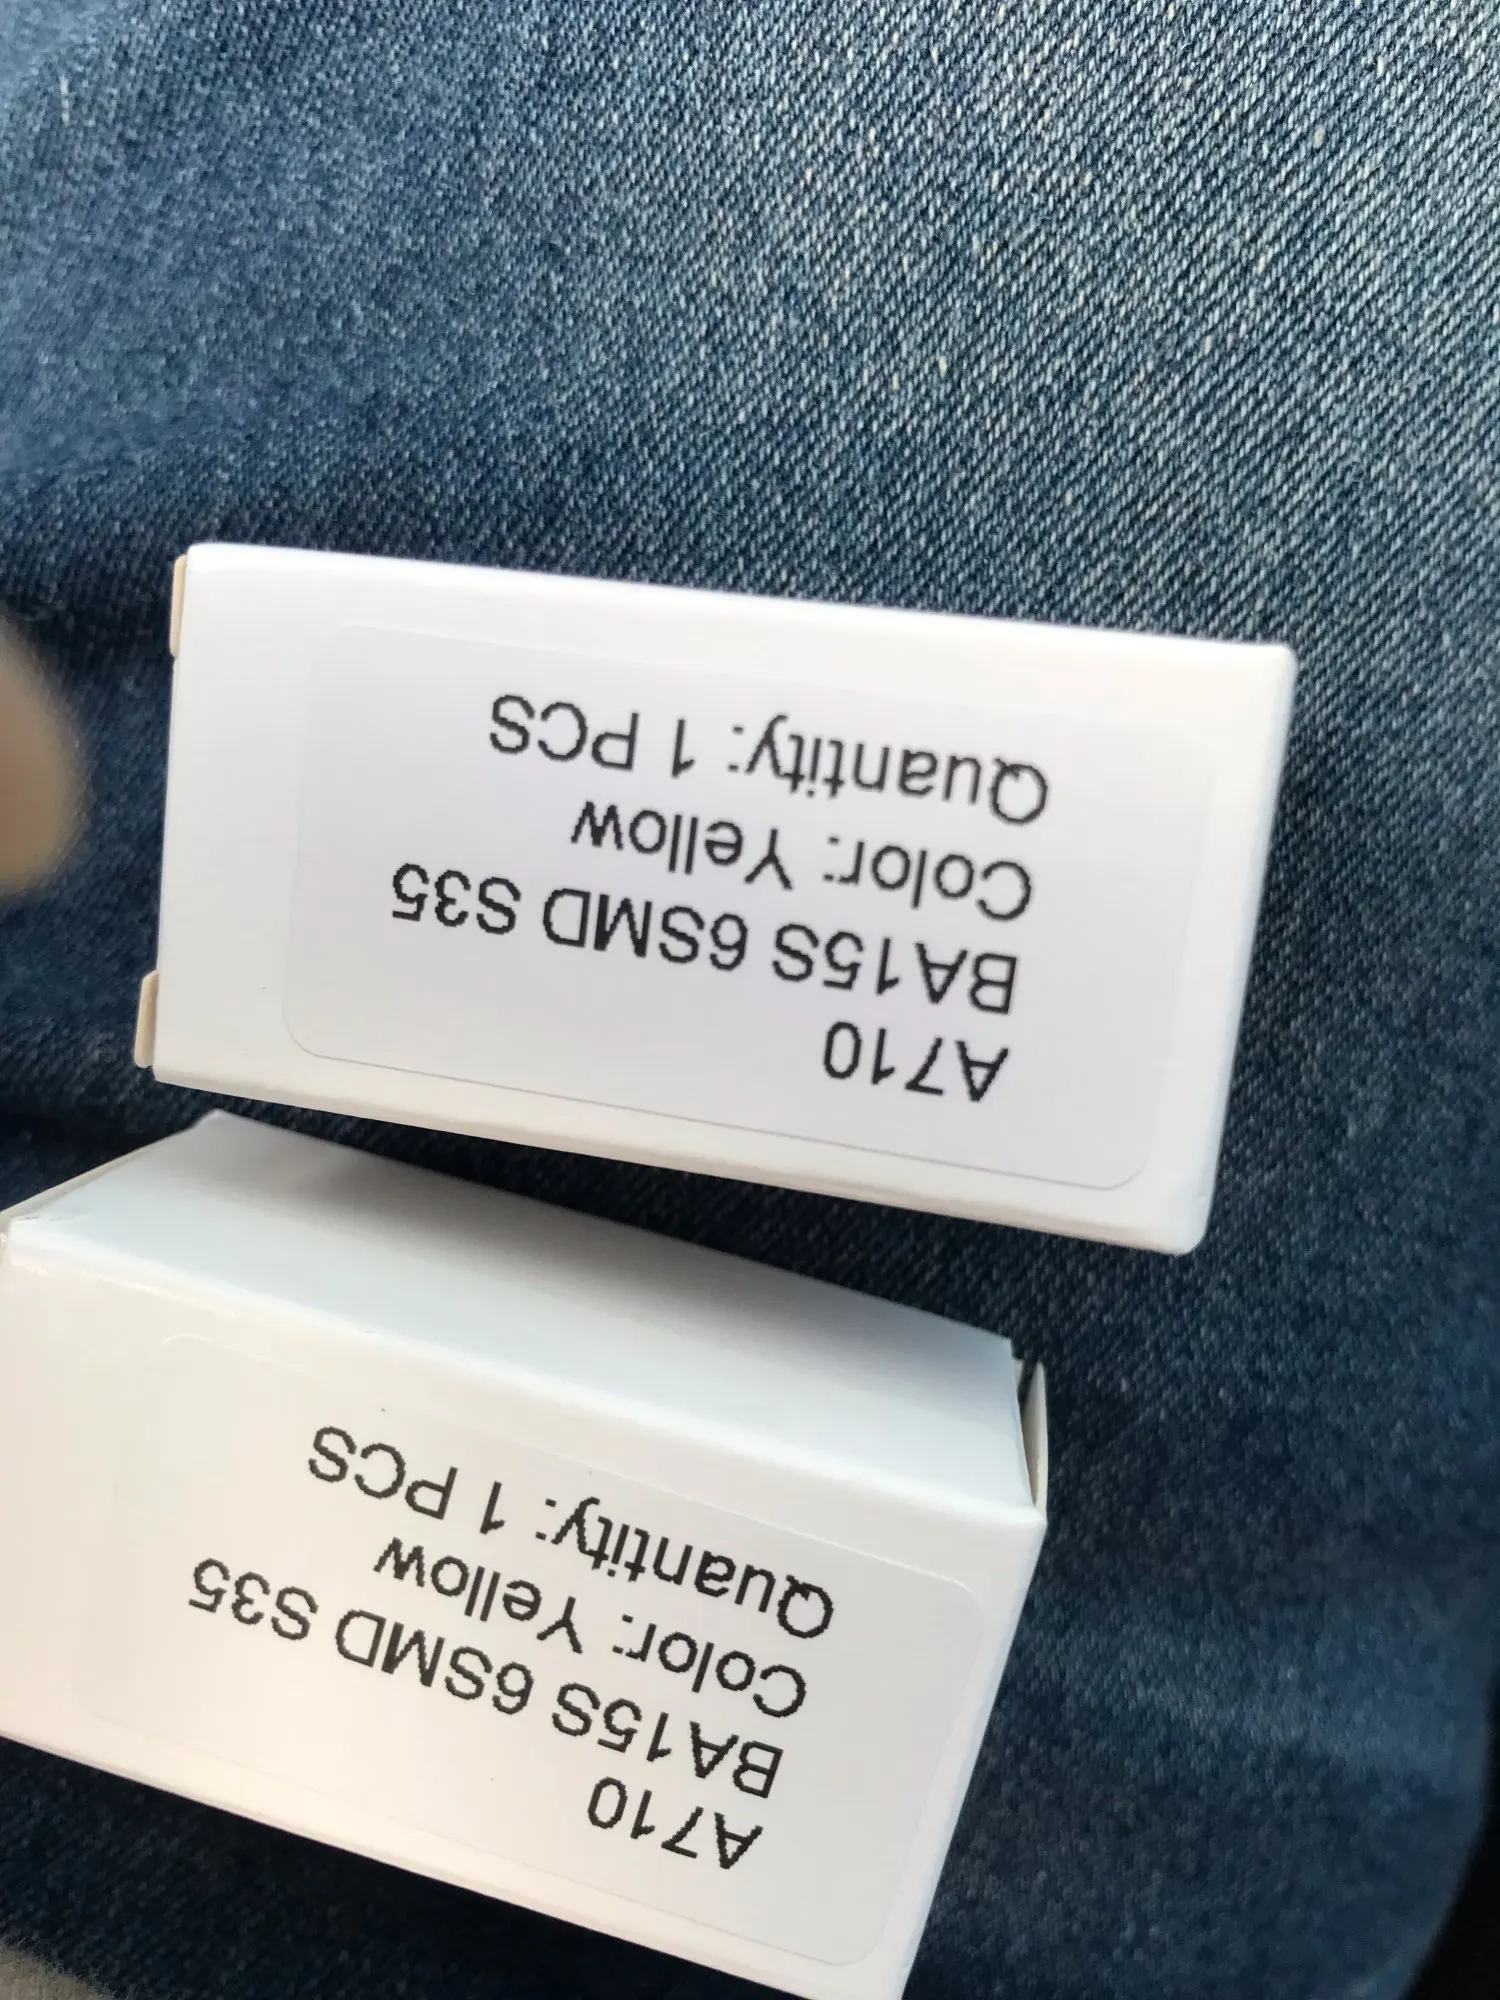 A710
BA15S 6SMD S35
Color: Yellow
Quantity: 1 PCS
A710
BA15S 6SMD S35
Color: Yellow
Quantity: 1 PCS